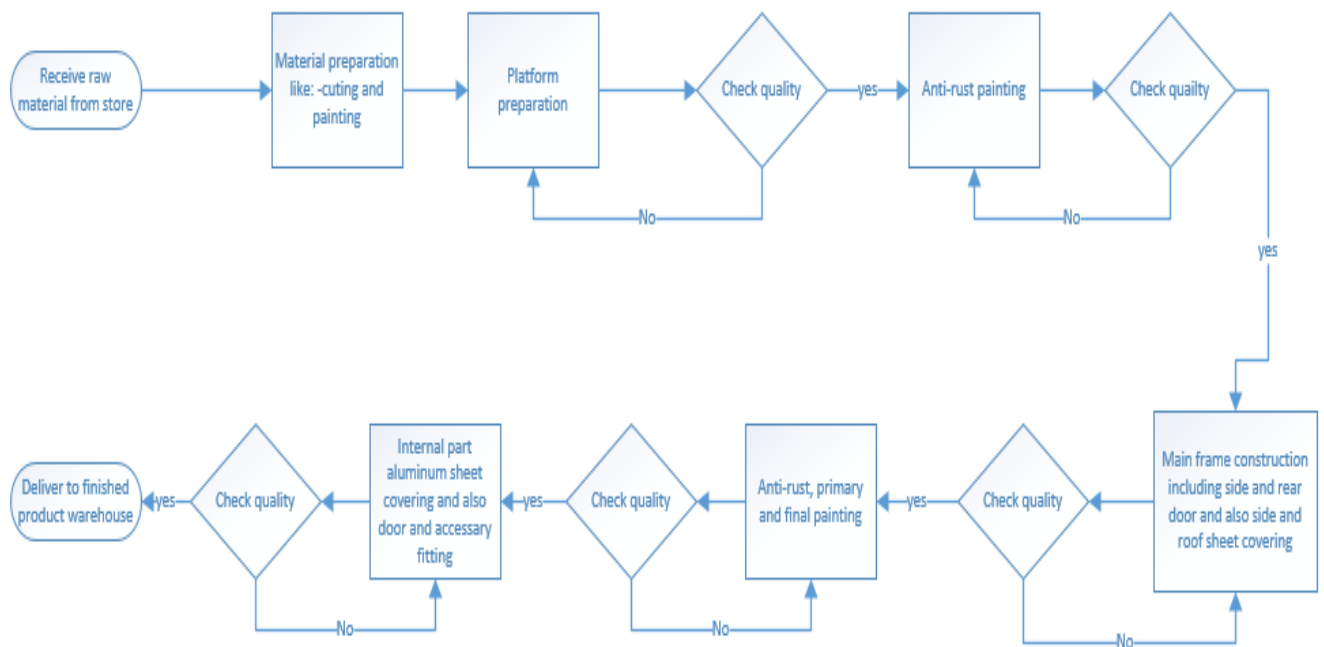 Receive raw
material from store
Material preparation
like: -cuting and
painting
Platform
preparation
Check quality
yes
Anti-rust painting
Check quailty
No
No
yes
Main frame construction
including side and rear
door and also side and
roof sheet covering
Check quality
yes
Anti-rust, primary
and final painting
Check quality
yes
Internal part
aluminum sheet
covering and also
door and accessary
fitting
Check quality
yes
Deliver to finished
product warehouse
No
No
No